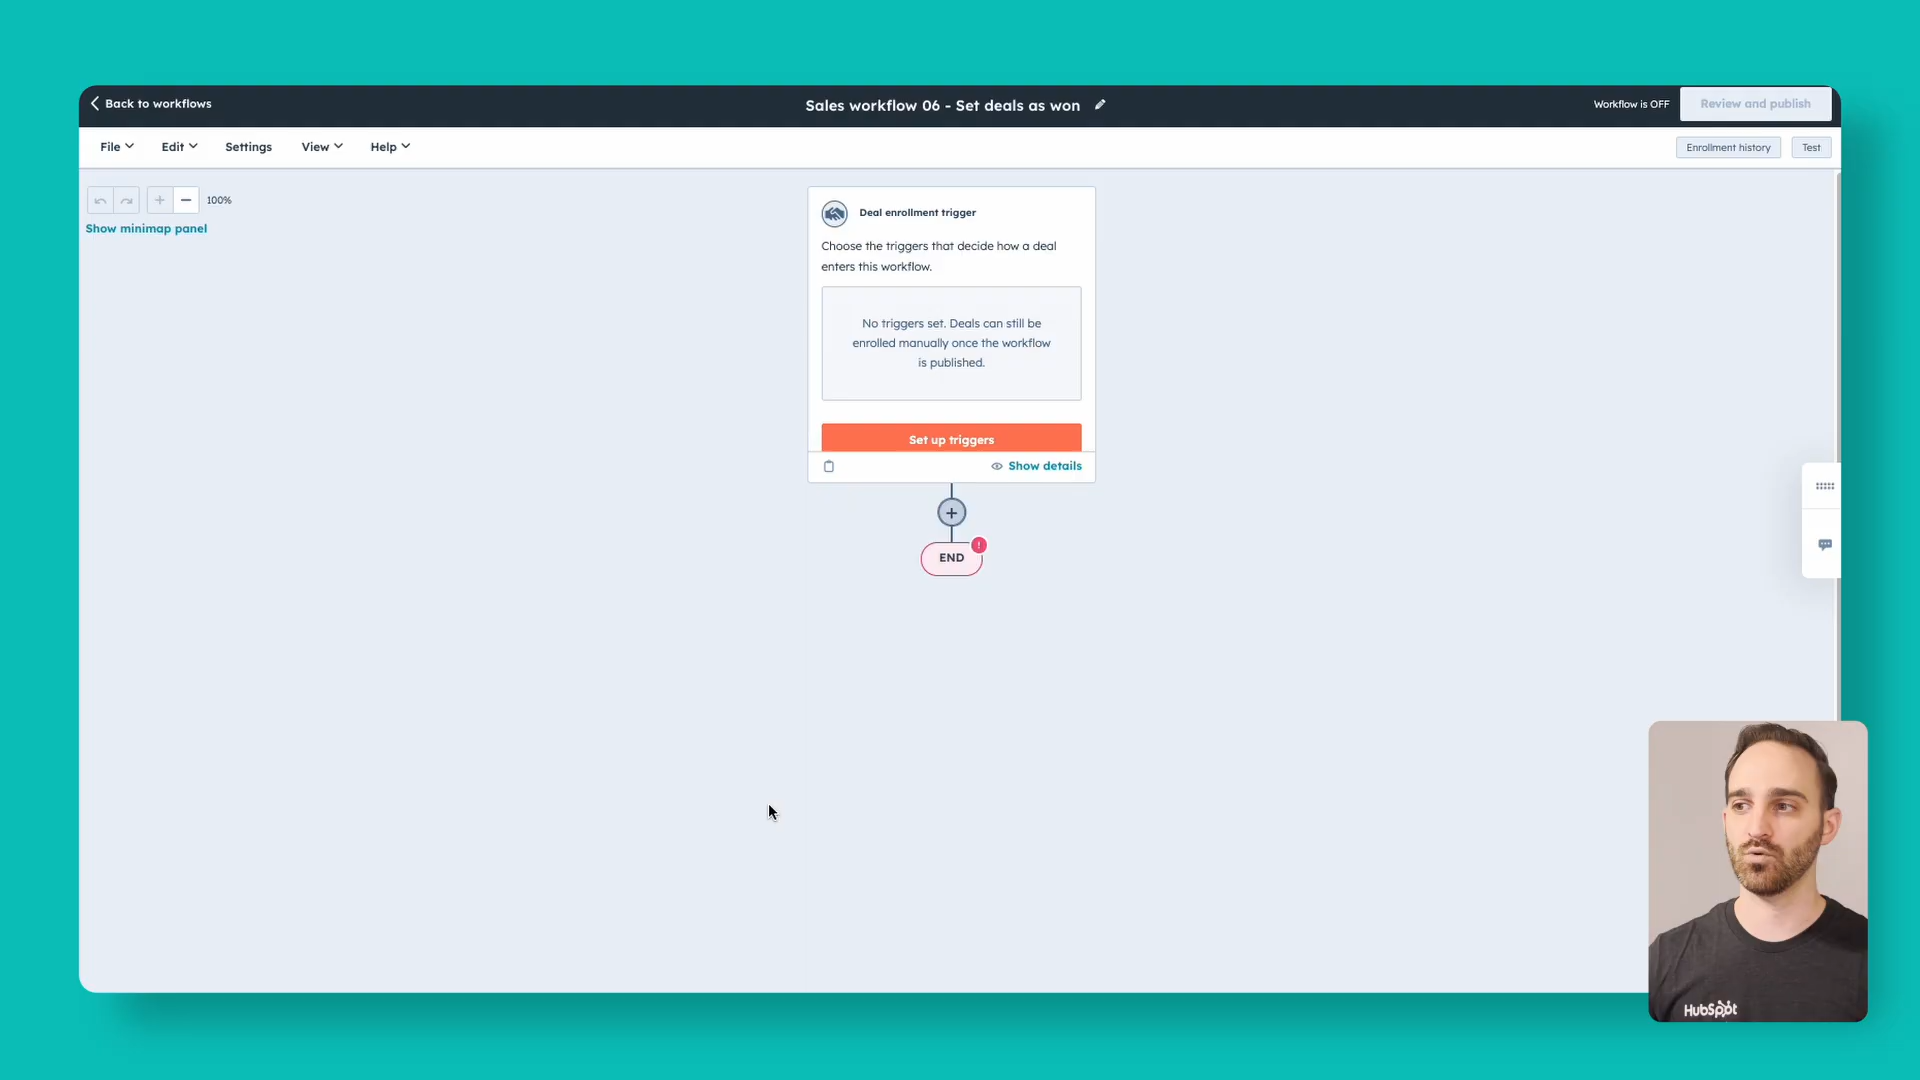 Back to workflows
Sales workflow 06 - Set deals as won
Workflow is OFF
Review and publish
File
Edit
Settings
View
Help
Enrollment history
Test
100%
Show minimap panel
Deal enrollment trigger
Choose the triggers that decide how a deal
enters this workflow.
No triggers set. Deals can still be
enrolled manually once the workflow
is published.
Set up triggers
Show details
+
END
!
HubSpot